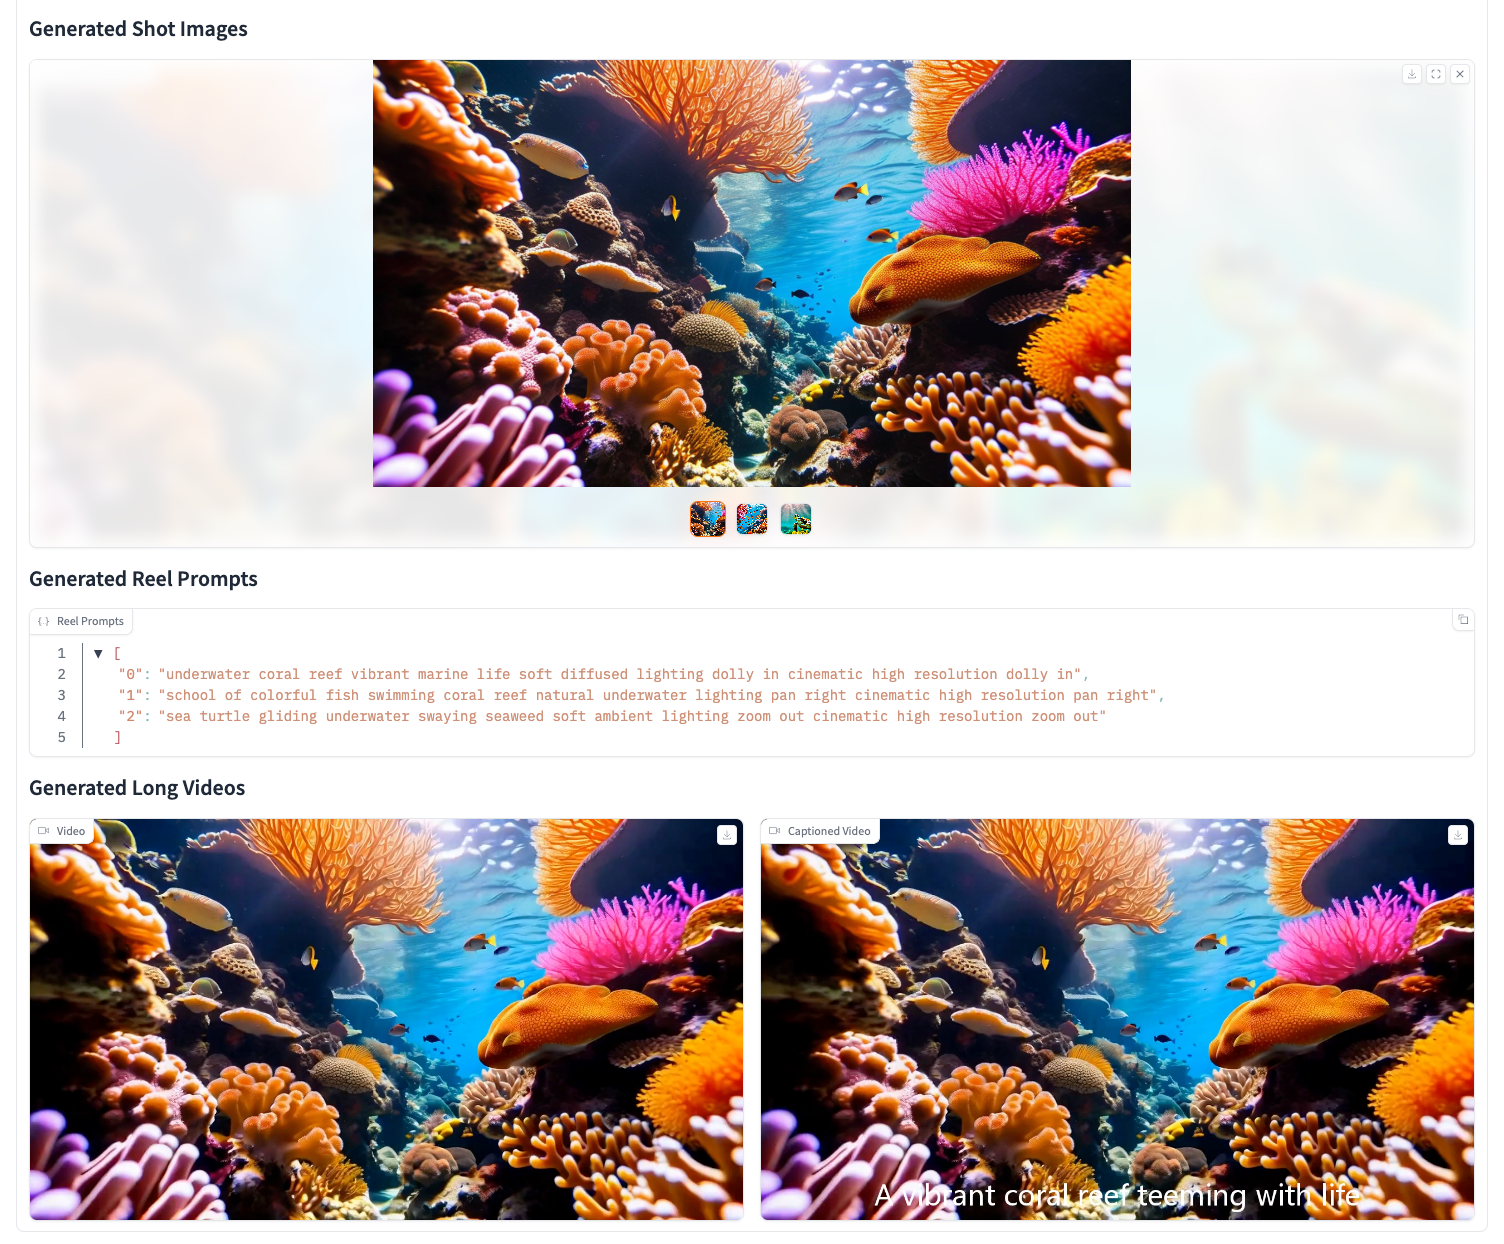 Generated Shot Images
Generated Reel Prompts
{.} Reel Prompts
1 ▼ [
2 "0": "underwater coral reef vibrant marine life soft diffused lighting dolly in cinematic high resolution dolly in",
3 "1": "school of colorful fish swimming coral reef natural underwater lighting pan right cinematic high resolution pan right",
4 "2": "sea turtle gliding underwater swaying seaweed soft ambient lighting zoom out cinematic high resolution zoom out"
5 ]
Generated Long Videos
Video
Captioned Video
A vibrant coral reef teeming with life